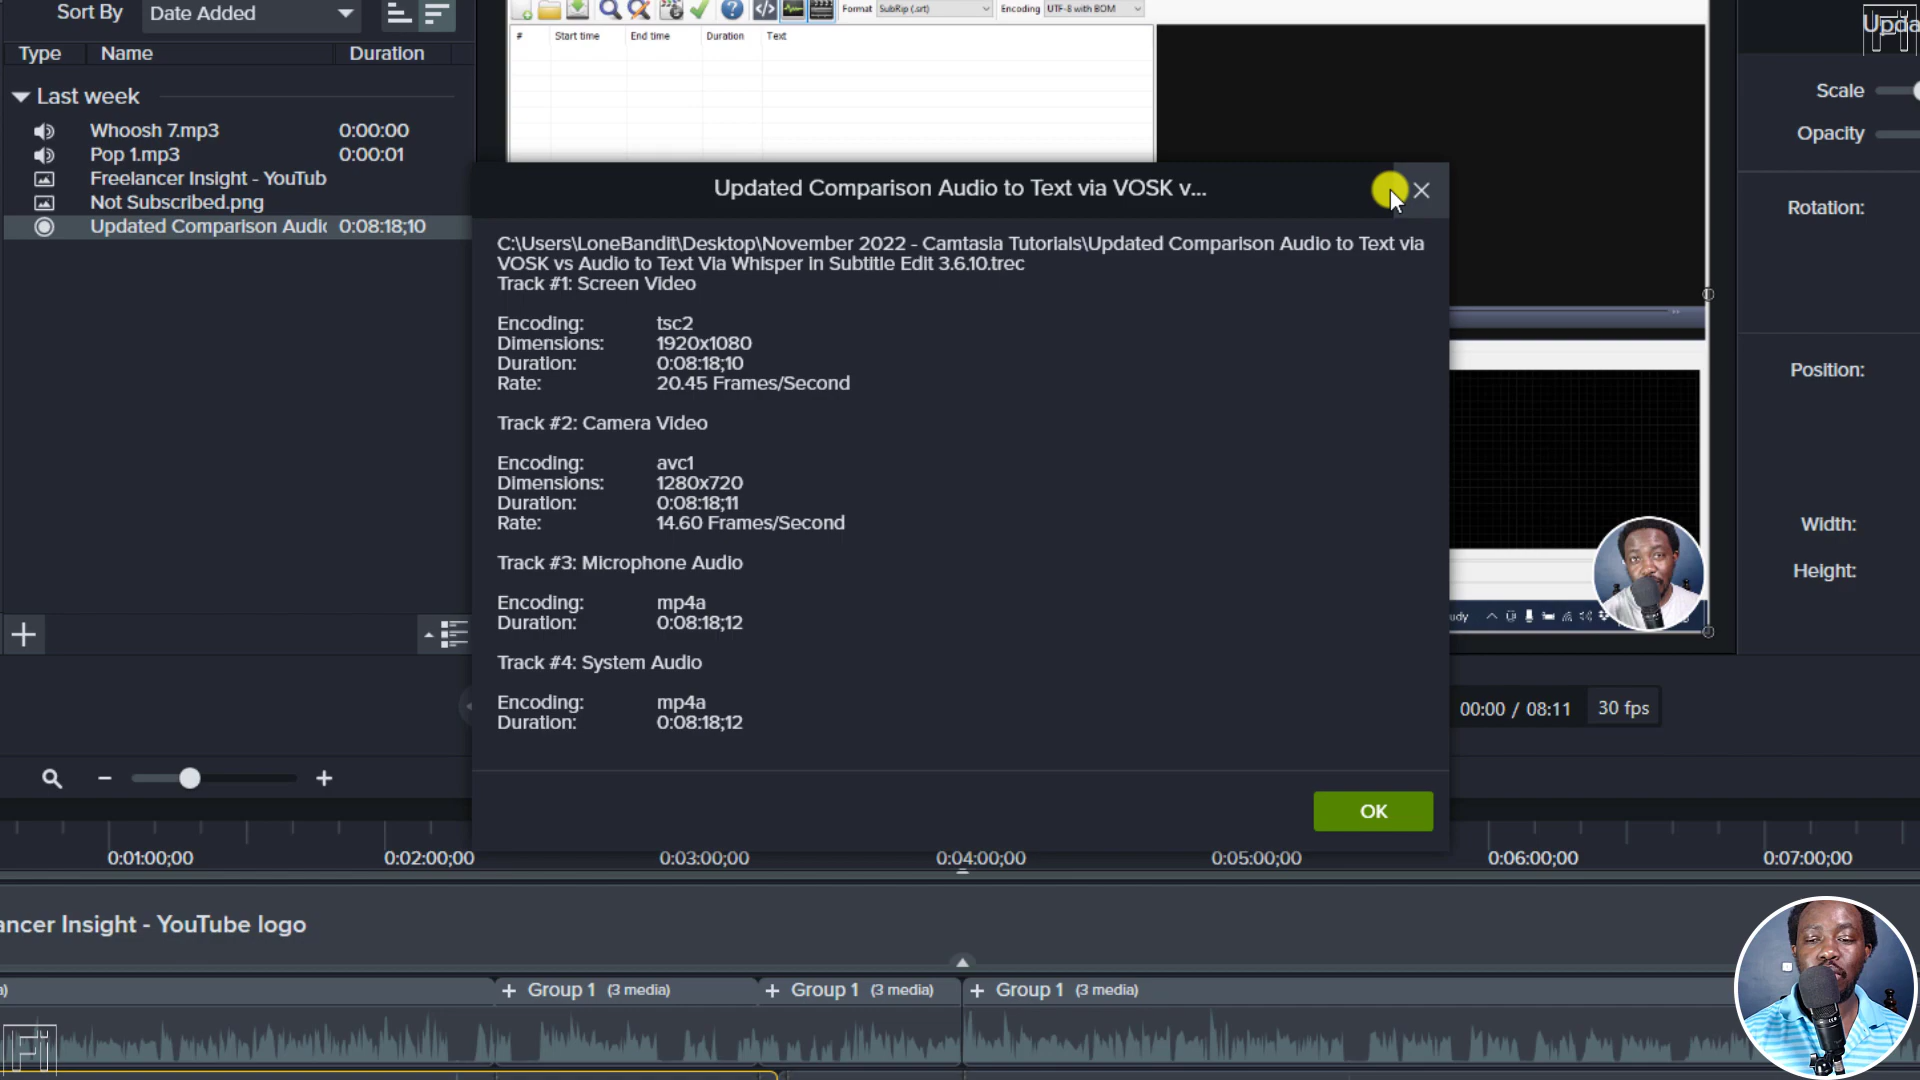 Sort By
Date Added
Type
Name
Duration
Last week
Whoosh 7.mp3
0:00:00
Pop 1.mp3
0:00:01
Freelancer Insight - YouTub
Not Subscribed.png
Updated Comparison Audio
0:08:18;10
Format
SubRip (.srt)
Encoding
UTF-8 with BOM
#
Start time
End time
Duration
Text
Scale
Opacity
Rotation:
Position:
Width:
Height:
Updated Comparison Audio to Text via VOSK v...
C:\Users\LoneBandit\Desktop\November 2022 - Camtasia Tutorials\Updated Comparison Audio to Text via
VOSK vs Audio to Text Via Whisper in Subtitle Edit 3.6.10.trec
Track #1: Screen Video
Encoding: tsc2
Dimensions: 1920x1080
Duration: 0:08:18;10
Rate: 20.45 Frames/Second
Track #2: Camera Video
Encoding: avc1
Dimensions: 1280x720
Duration: 0:08:18;11
Rate: 14.60 Frames/Second
Track #3: Microphone Audio
Encoding: mp4a
Duration: 0:08:18;12
Track #4: System Audio
Encoding: mp4a
Duration: 0:08:18;12
OK
00:00 / 08:11
30 fps
0:01:00;00
0:02:00;00
0:03:00;00
0:04:00;00
0:05:00;00
0:06:00;00
0:07:00;00
ancer Insight - YouTube logo
+ Group 1 (3 media)
+ Group 1 (3 media)
+ Group 1 (3 media)
Fi